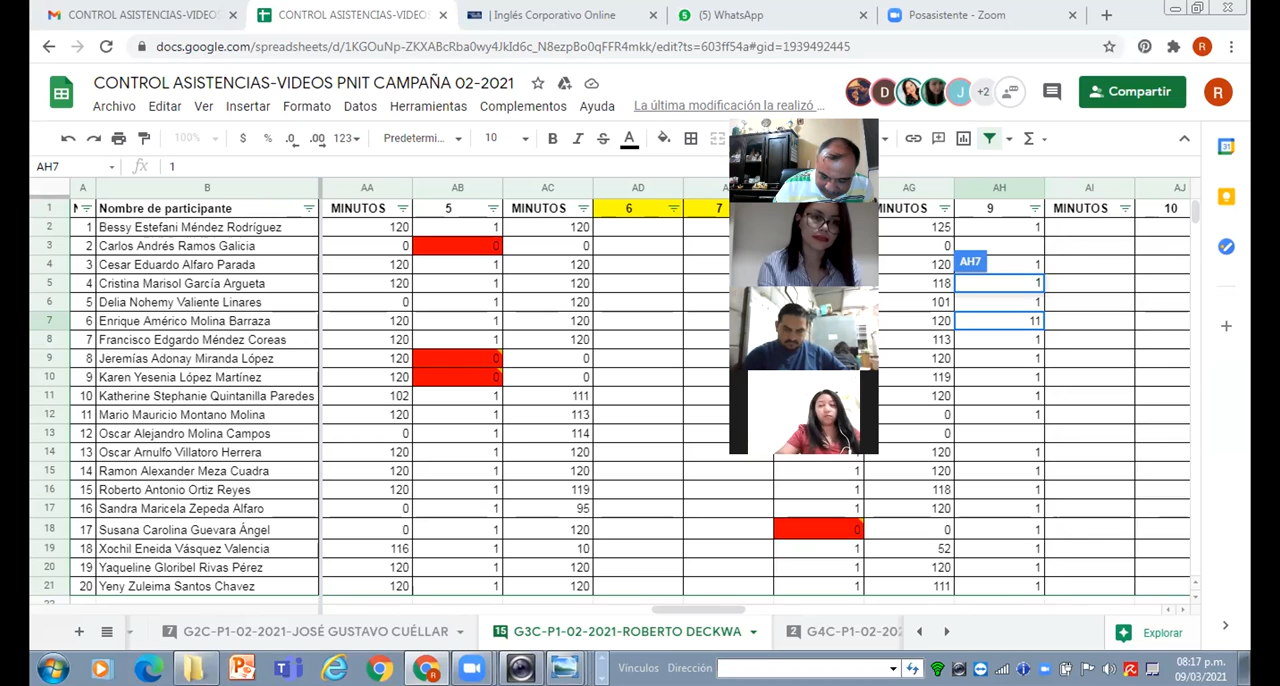 CONTROL ASISTENCIAS-VIDEOS
CONTROL ASISTENCIAS-VIDEOS
| Inglés Corporativo Online
(5) WhatsApp
Posasistente - Zoom
docs.google.com/spreadsheets/d/1KGOuNp-ZKXABcRba0wy4JkId6c_N8ezpBo0qFFR4mkk/edit?ts=603ff54a#gid=1939492445
CONTROL ASISTENCIAS-VIDEOS PNIT CAMPAÑA 02-2021
D J +2 Compartir R
Archivo Editar Ver Insertar Formato Datos Herramientas Complementos Ayuda La última modificación la realizó ...
100% $ % .0 .00 123 Predetermi... 10 B I S A Σ
AH7 fx 1
A B AA AB AC AD AG AH AI AJ
1 Nombre de participante MINUTOS 5 MINUTOS 6 7 MINUTOS 9 MINUTOS 10
2 1 Bessy Estefani Méndez Rodríguez 120 1 120 125 1
3 2 Carlos Andrés Ramos Galicia 0 0 0 0
4 3 Cesar Eduardo Alfaro Parada 120 1 120 120 AH7 1
5 4 Cristina Marisol García Argueta 120 1 120 118 1
6 5 Delia Nohemy Valiente Linares 0 1 120 101 1
7 6 Enrique Américo Molina Barraza 120 1 120 120 11
8 7 Francisco Edgardo Méndez Coreas 120 1 120 113 1
9 8 Jeremías Adonay Miranda López 120 0 0 120 1
10 9 Karen Yesenia López Martínez 120 0 0 119 1
11 10 Katherine Stephanie Quintanilla Paredes 102 1 111 120 1
12 11 Mario Mauricio Montano Molina 120 1 113 0 1
13 12 Oscar Alejandro Molina Campos 0 1 114 0
14 13 Oscar Arnulfo Villatoro Herrera 120 1 120 120 1
15 14 Ramon Alexander Meza Cuadra 120 1 120 1 120 1
16 15 Roberto Antonio Ortiz Reyes 120 1 119 1 118 1
17 16 Sandra Maricela Zepeda Alfaro 0 1 95 1 120 1
18 17 Susana Carolina Guevara Ángel 0 1 120 0 0 1
19 18 Xochil Eneida Vásquez Valencia 116 1 10 1 52 1
20 19 Yaqueline Gloribel Rivas Pérez 120 1 120 1 120 1
21 20 Yeny Zuleima Santos Chavez 120 1 120 1 111 1
7 G2C-P1-02-2021-JOSÉ GUSTAVO CUÉLLAR 15 G3C-P1-02-2021-ROBERTO DECKWA 2 G4C-P1-02-202 Explorar
Vínculos Dirección
08:17 p.m.
09/03/2021